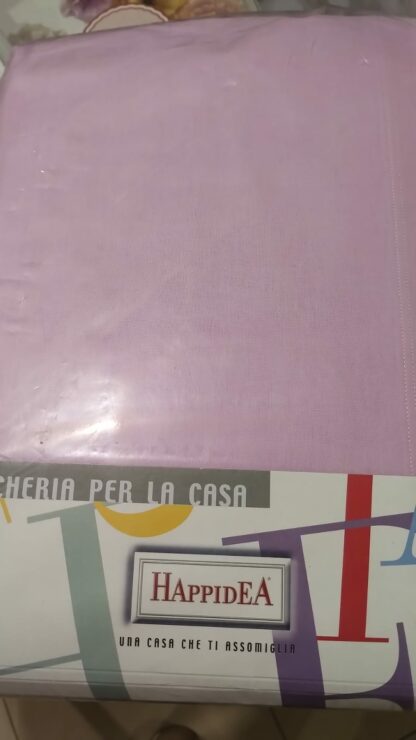 CHERIA PER LA CASA
HAPPIDEA®
UNA CASA CHE TI ASSOMIGLIA